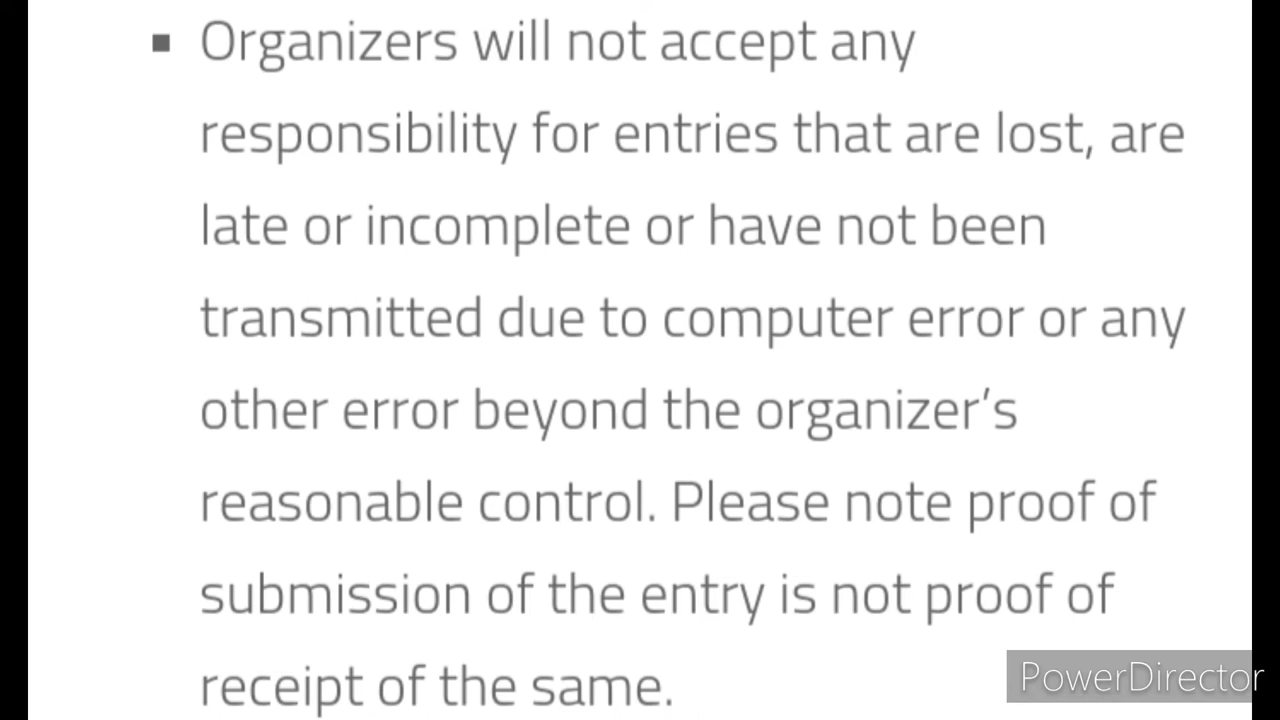 ▪ Organizers will not accept any
responsibility for entries that are lost, are
late or incomplete or have not been
transmitted due to computer error or any
other error beyond the organizer’s
reasonable control. Please note proof of
submission of the entry is not proof of
receipt of the same.
PowerDirector